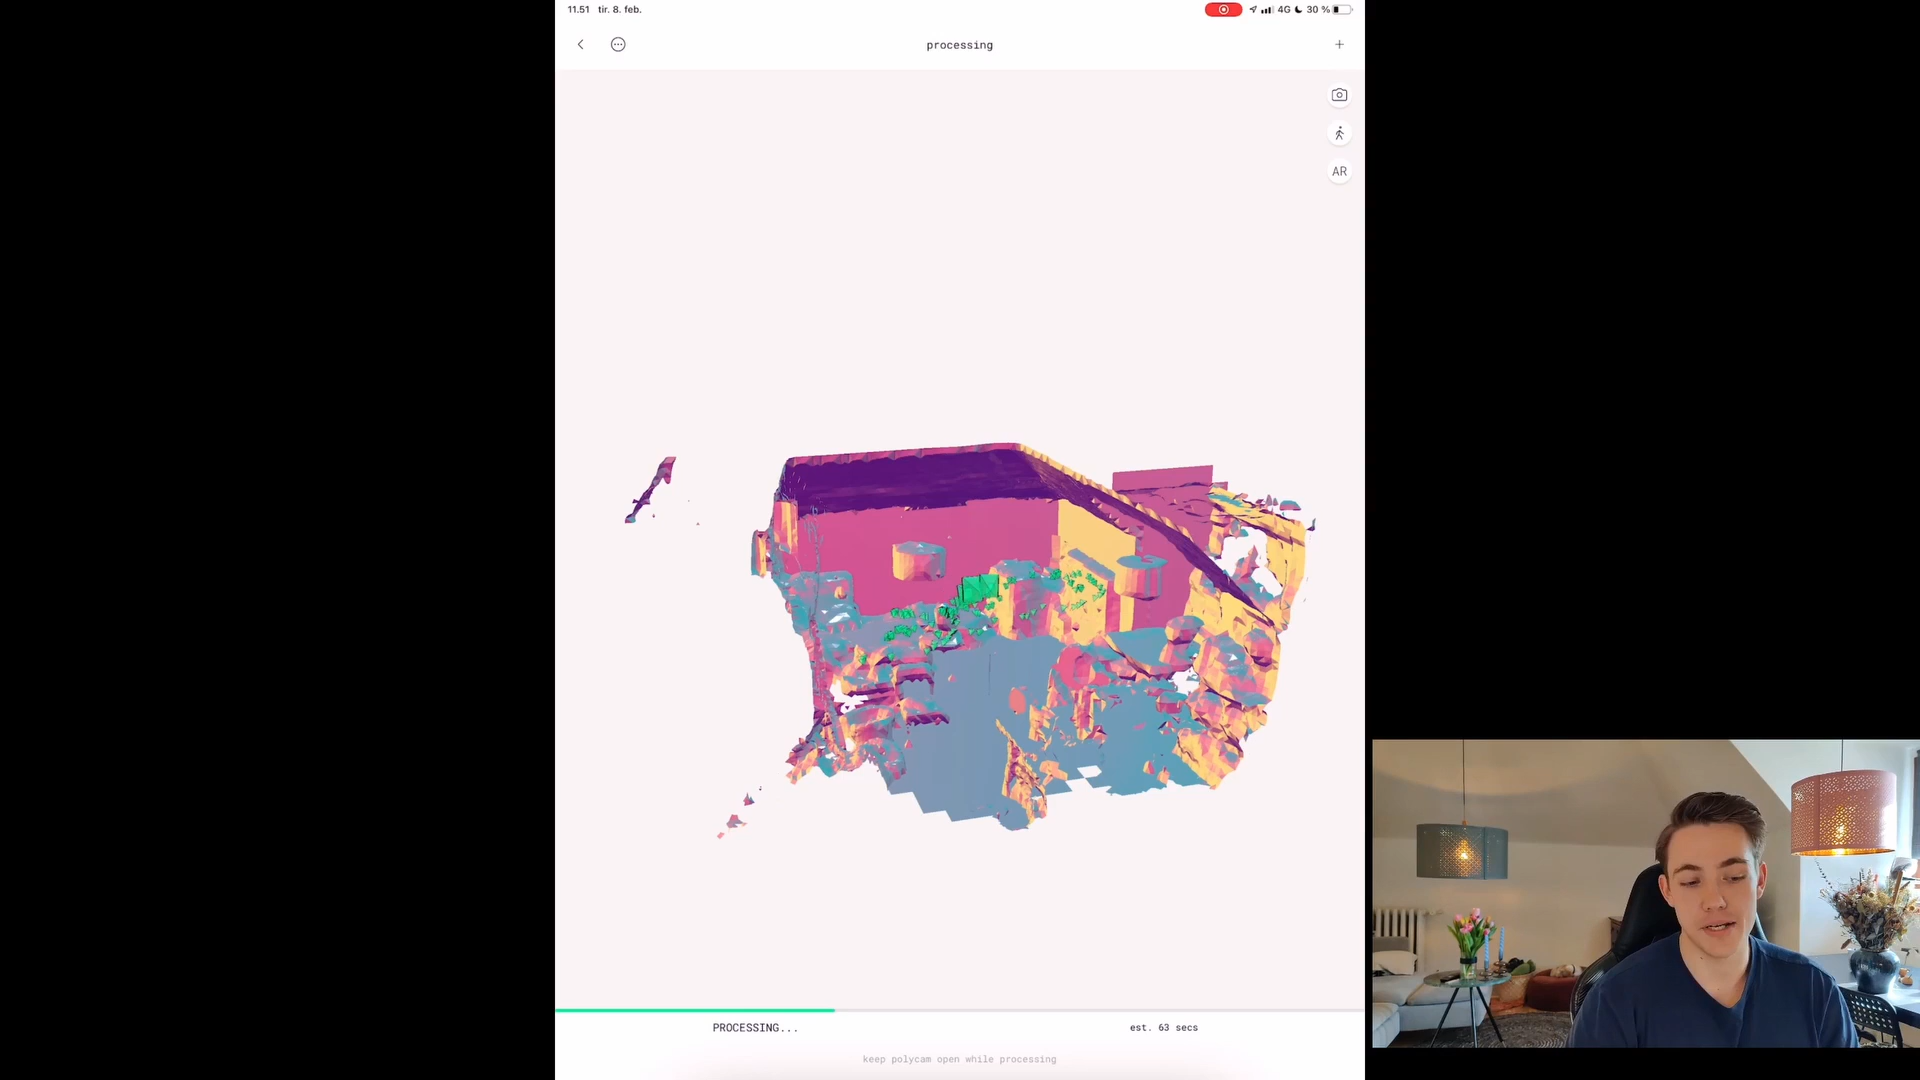 11.51 tir. 8. feb.
4G 30 %
processing
AR
PROCESSING...
est. 63 secs
keep polycam open while processing